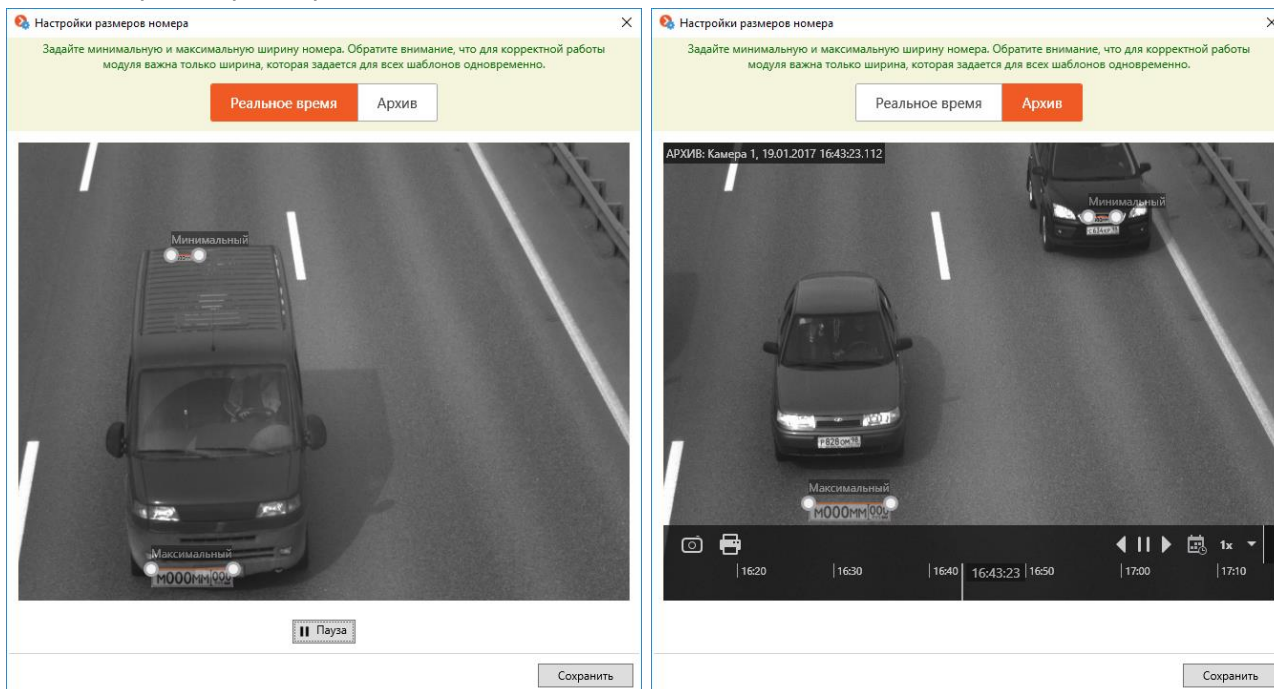 Настройки размеров номера
Задайте минимальную и максимальную ширину номера. Обратите внимание, что для корректной работы
модуля важна только ширина, которая задается для всех шаблонов одновременно.
Реальное время Архив
Минимальный
Максимальный
М000ММ 000
Пауза
Сохранить
Настройки размеров номера
Задайте минимальную и максимальную ширину номера. Обратите внимание, что для корректной работы
модуля важна только ширина, которая задается для всех шаблонов одновременно.
Реальное время Архив
АРХИВ: Камера 1, 19.01.2017 16:43:23.112
Минимальный
Р828ОМ98
Максимальный
М000ММ 000
1x
16:20 16:30 16:40 16:43:23 16:50 17:00 17:10
Сохранить